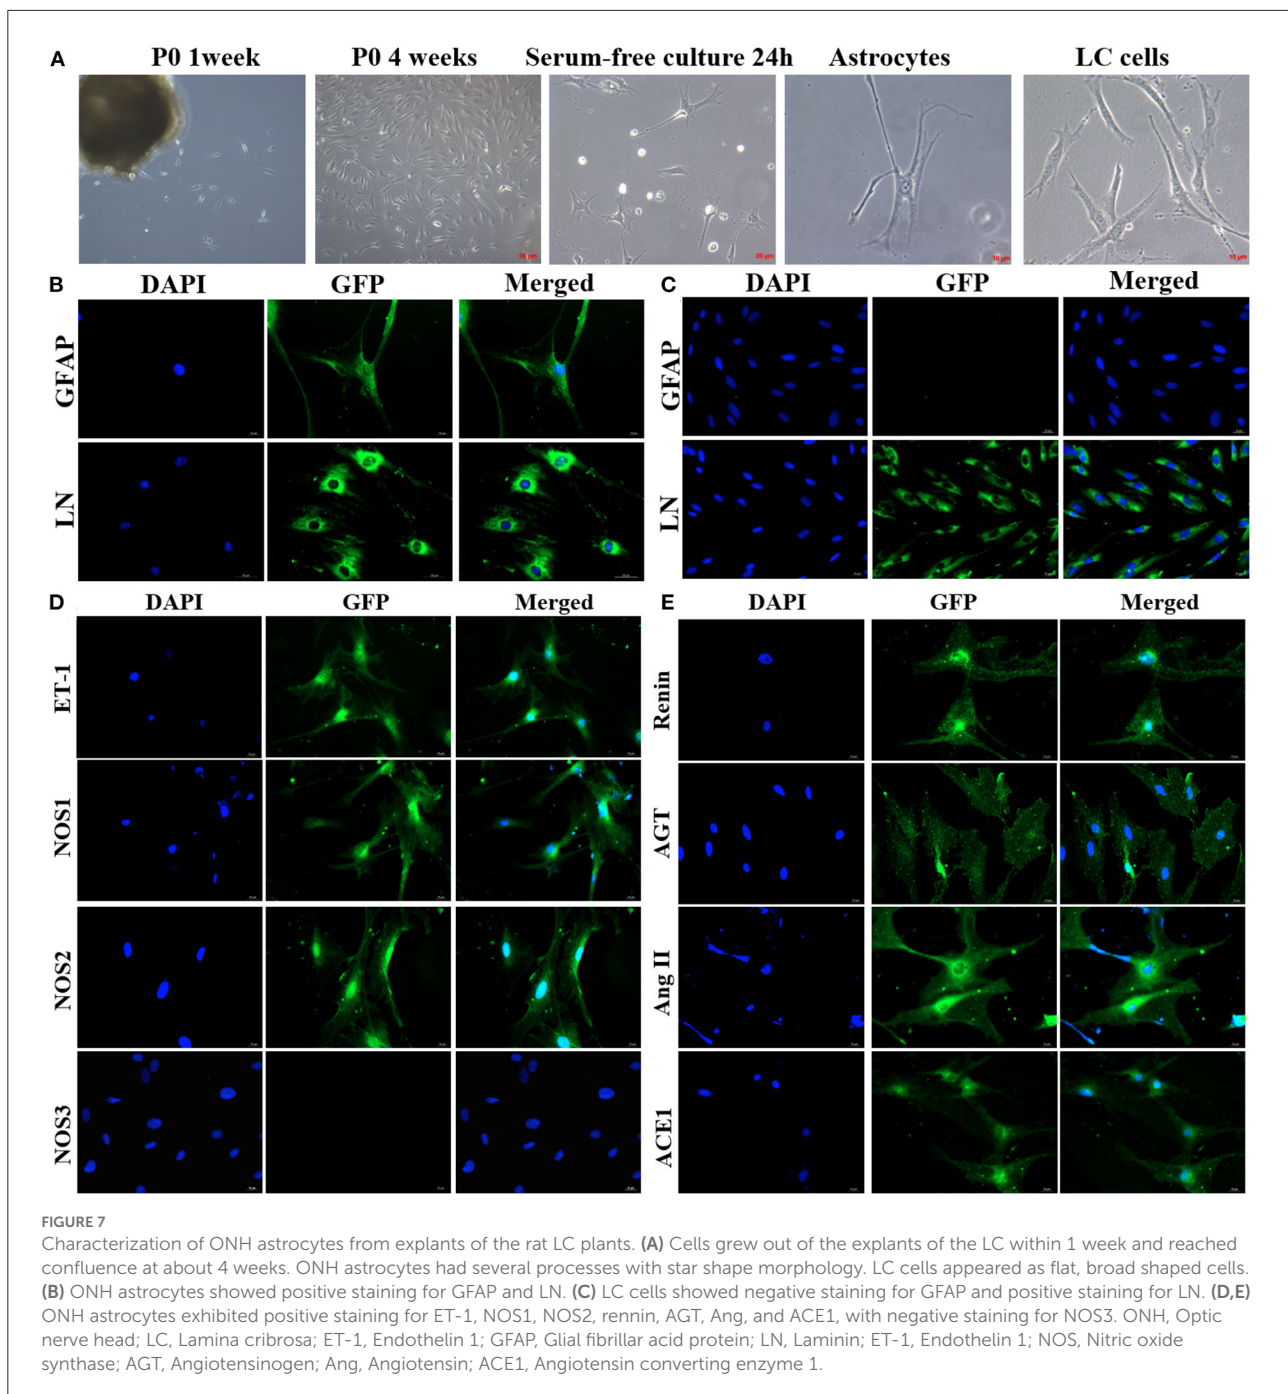 A P0 1week P0 4 weeks Serum-free culture 24h Astrocytes LC cells
20 µm 10 µm 10 µm
B DAPI GFP Merged
GFAP
LN
C DAPI GFP Merged
GFAP
LN
D DAPI GFP Merged
ET-1
NOS1
NOS2
NOS3
E DAPI GFP Merged
Renin
AGT
Ang II
ACE1
FIGURE 7
Characterization of ONH astrocytes from explants of the rat LC plants. (A) Cells grew out of the explants of the LC within 1 week and reached
confluence at about 4 weeks. ONH astrocytes had several processes with star shape morphology. LC cells appeared as flat, broad shaped cells.
(B) ONH astrocytes showed positive staining for GFAP and LN. (C) LC cells showed negative staining for GFAP and positive staining for LN. (D,E)
ONH astrocytes exhibited positive staining for ET-1, NOS1, NOS2, rennin, AGT, Ang, and ACE1, with negative staining for NOS3. ONH, Optic
nerve head; LC, Lamina cribrosa; ET-1, Endothelin 1; GFAP, Glial fibrillar acid protein; LN, Laminin; ET-1, Endothelin 1; NOS, Nitric oxide
synthase; AGT, Angiotensinogen; Ang, Angiotensin; ACE1, Angiotensin converting enzyme 1.